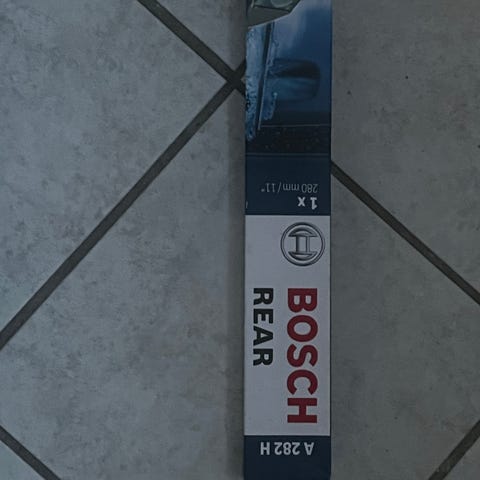 1 x
280 mm / 11"
BOSCH
REAR
A 282 H